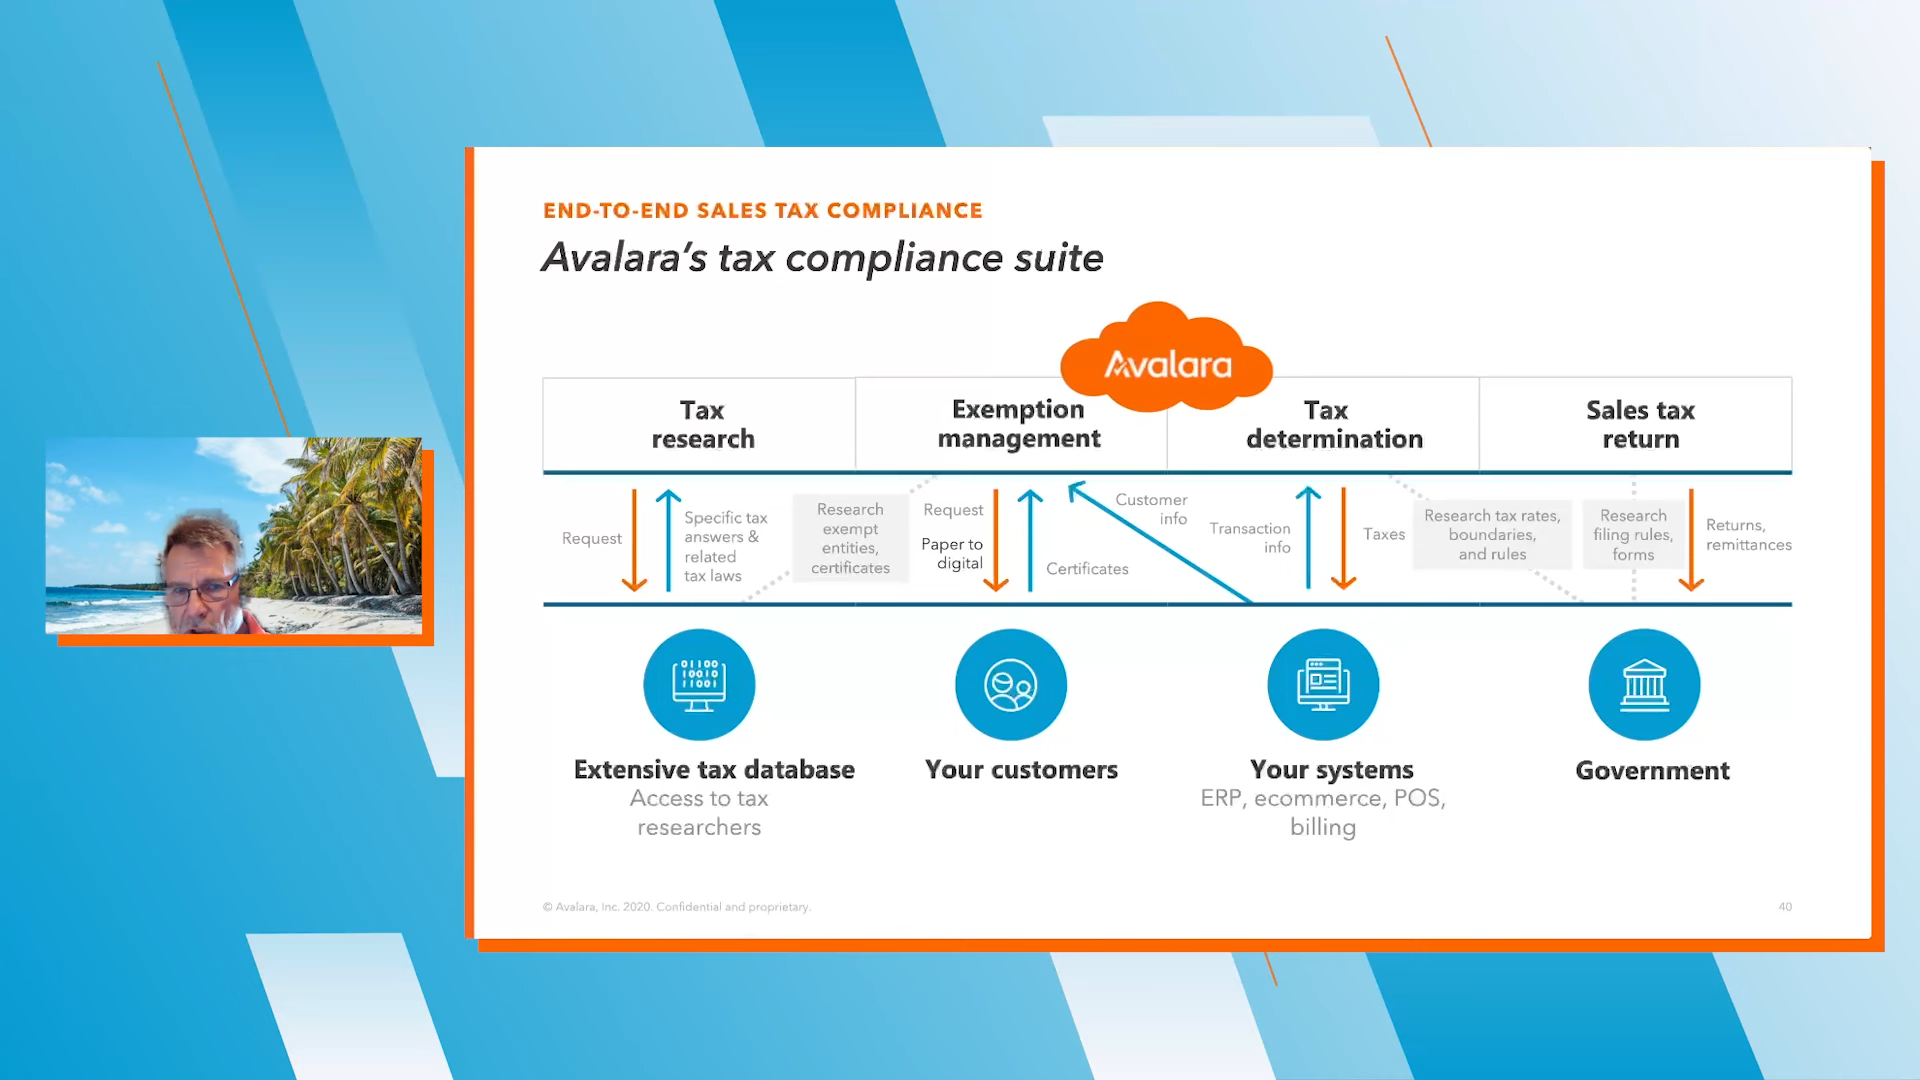 END-TO-END SALES TAX COMPLIANCE
Avalara's tax compliance suite
Avalara
Tax
research
Exemption
management
Tax
determination
Sales tax
return
Request
Specific tax
answers &
related
tax laws
Research
exempt
entities,
certificates
Request
Paper to
digital
Certificates
Customer
info
Transaction
info
Taxes
Research tax rates,
boundaries,
and rules
Research
filing rules,
forms
Returns,
remittances
01100
10010
11001
Extensive tax database
Access to tax
researchers
Your customers
Your systems
ERP, ecommerce, POS,
billing
Government
© Avalara, Inc. 2020. Confidential and proprietary.
40